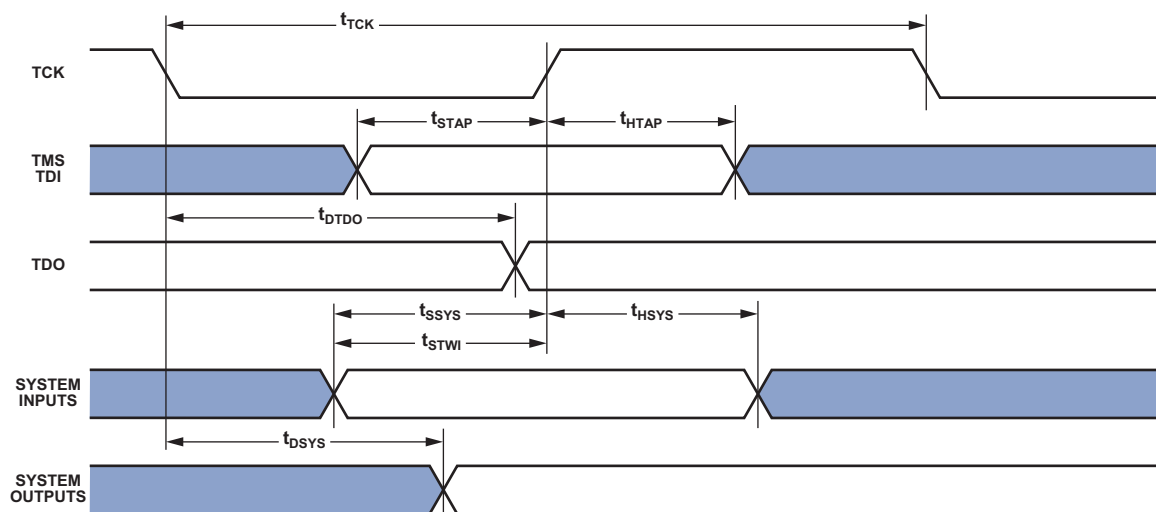 tTCK
TCK
tSTAP
tHTAP
TMS
TDI
tDTDO
TDO
tSSYS
tHSYS
tSTWI
SYSTEM
INPUTS
tDSYS
SYSTEM
OUTPUTS